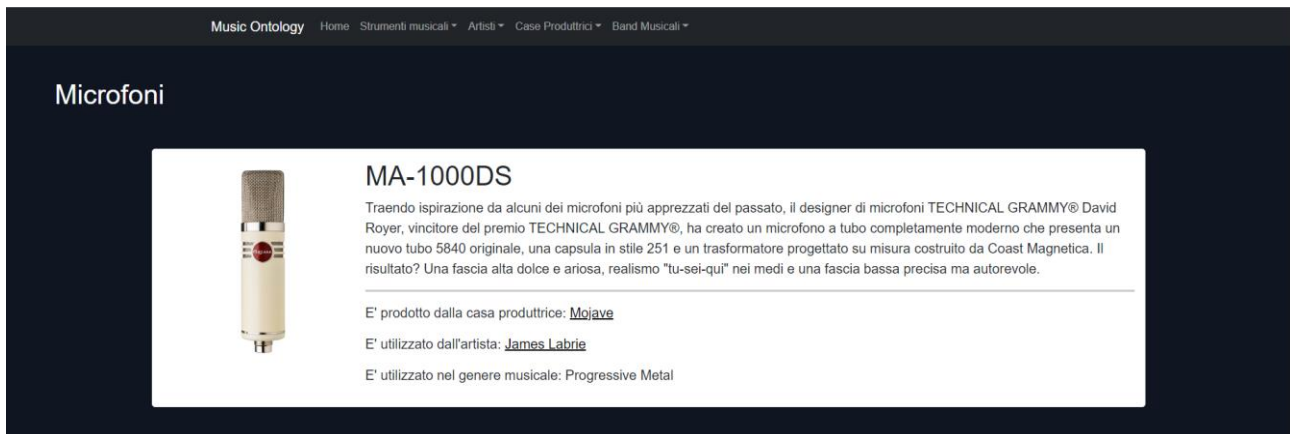 Music Ontology Home Strumenti musicali Artisti Case Produttrici Band Musicali
Microfoni
MA-1000DS
Traendo ispirazione da alcuni dei microfoni più apprezzati del passato, il designer di microfoni TECHNICAL GRAMMY® David
Royer, vincitore del premio TECHNICAL GRAMMY®, ha creato un microfono a tubo completamente moderno che presenta un
nuovo tubo 5840 originale, una capsula in stile 251 e un trasformatore progettato su misura costruito da Coast Magnetica. Il
risultato? Una fascia alta dolce e ariosa, realismo "tu-sei-qui" nei medi e una fascia bassa precisa ma autorevole.
E' prodotto dalla casa produttrice: Mojave
E' utilizzato dall'artista: James Labrie
E' utilizzato nel genere musicale: Progressive Metal